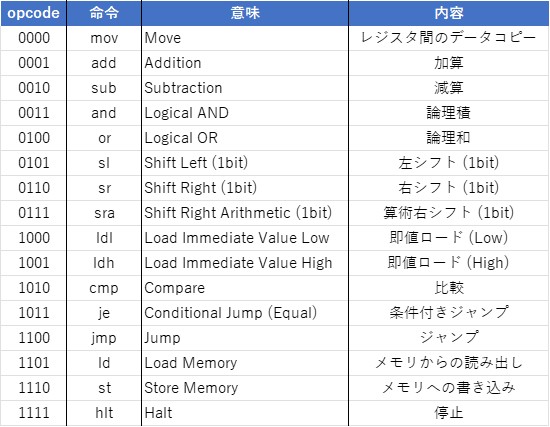 opcode 命令 意味 内容
0000 mov Move レジスタ間のデータコピー
0001 add Addition 加算
0010 sub Subtraction 減算
0011 and Logical AND 論理積
0100 or Logical OR 論理和
0101 sl Shift Left (1bit) 左シフト (1bit)
0110 sr Shift Right (1bit) 右シフト (1bit)
0111 sra Shift Right Arithmetic (1bit) 算術右シフト (1bit)
1000 ldl Load Immediate Value Low 即値ロード (Low)
1001 ldh Load Immediate Value High 即値ロード (High)
1010 cmp Compare 比較
1011 je Conditional Jump (Equal) 条件付きジャンプ
1100 jmp Jump ジャンプ
1101 ld Load Memory メモリからの読み出し
1110 st Store Memory メモリへの書き込み
1111 hlt Halt 停止